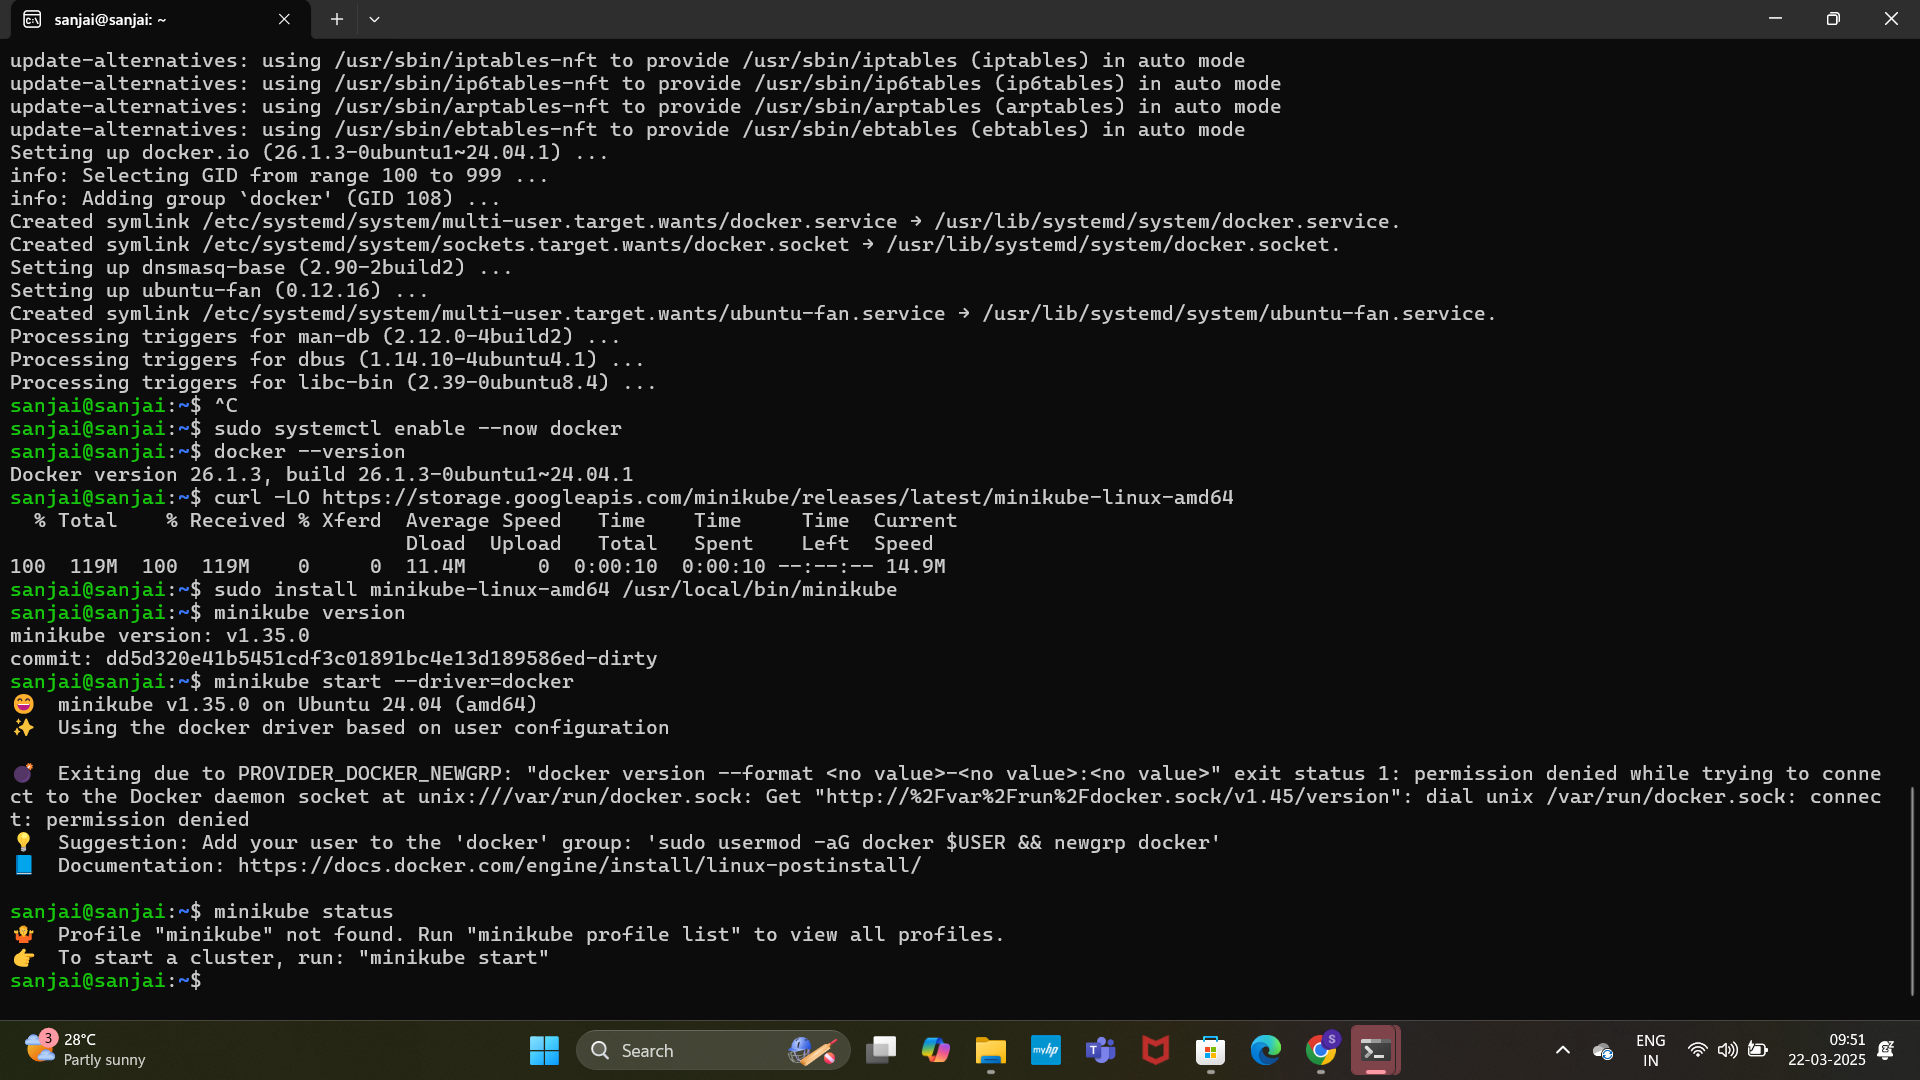 sanjai@sanjai: ~
update-alternatives: using /usr/sbin/iptables-nft to provide /usr/sbin/iptables (iptables) in auto mode
update-alternatives: using /usr/sbin/ip6tables-nft to provide /usr/sbin/ip6tables (ip6tables) in auto mode
update-alternatives: using /usr/sbin/arptables-nft to provide /usr/sbin/arptables (arptables) in auto mode
update-alternatives: using /usr/sbin/ebtables-nft to provide /usr/sbin/ebtables (ebtables) in auto mode
Setting up docker.io (26.1.3-0ubuntu1~24.04.1) ...
info: Selecting GID from range 100 to 999 ...
info: Adding group `docker' (GID 108) ...
Created symlink /etc/systemd/system/multi-user.target.wants/docker.service → /usr/lib/systemd/system/docker.service.
Created symlink /etc/systemd/system/sockets.target.wants/docker.socket → /usr/lib/systemd/system/docker.socket.
Setting up dnsmasq-base (2.90-2build2) ...
Setting up ubuntu-fan (0.12.16) ...
Created symlink /etc/systemd/system/multi-user.target.wants/ubuntu-fan.service → /usr/lib/systemd/system/ubuntu-fan.service.
Processing triggers for man-db (2.12.0-4build2) ...
Processing triggers for dbus (1.14.10-4ubuntu4.1) ...
Processing triggers for libc-bin (2.39-0ubuntu8.4) ...
sanjai@sanjai:~$ ^C
sanjai@sanjai:~$ sudo systemctl enable --now docker
sanjai@sanjai:~$ docker --version
Docker version 26.1.3, build 26.1.3-0ubuntu1~24.04.1
sanjai@sanjai:~$ curl -LO https://storage.googleapis.com/minikube/releases/latest/minikube-linux-amd64
  % Total    % Received % Xferd  Average Speed   Time    Time     Time  Current
                                 Dload  Upload   Total   Spent    Left  Speed
100  119M  100  119M    0     0  11.4M      0  0:00:10  0:00:10 --:--:-- 14.9M
sanjai@sanjai:~$ sudo install minikube-linux-amd64 /usr/local/bin/minikube
sanjai@sanjai:~$ minikube version
minikube version: v1.35.0
commit: dd5d320e41b5451cdf3c01891bc4e13d189586ed-dirty
sanjai@sanjai:~$ minikube start --driver=docker
😄  minikube v1.35.0 on Ubuntu 24.04 (amd64)
✨  Using the docker driver based on user configuration
💣  Exiting due to PROVIDER_DOCKER_NEWGRP: "docker version --format <no value>-<no value>:<no value>" exit status 1: permission denied while trying to conne
ct to the Docker daemon socket at unix:///var/run/docker.sock: Get "http://%2Fvar%2Frun%2Fdocker.sock/v1.45/version": dial unix /var/run/docker.sock: connec
t: permission denied
💡  Suggestion: Add your user to the 'docker' group: 'sudo usermod -aG docker $USER && newgrp docker'
📘  Documentation: https://docs.docker.com/engine/install/linux-postinstall/
sanjai@sanjai:~$ minikube status
🤷  Profile "minikube" not found. Run "minikube profile list" to view all profiles.
👉  To start a cluster, run: "minikube start"
sanjai@sanjai:~$
3
28°C
Partly sunny
Search
myhp
S
ENG
IN
09:51
22-03-2025